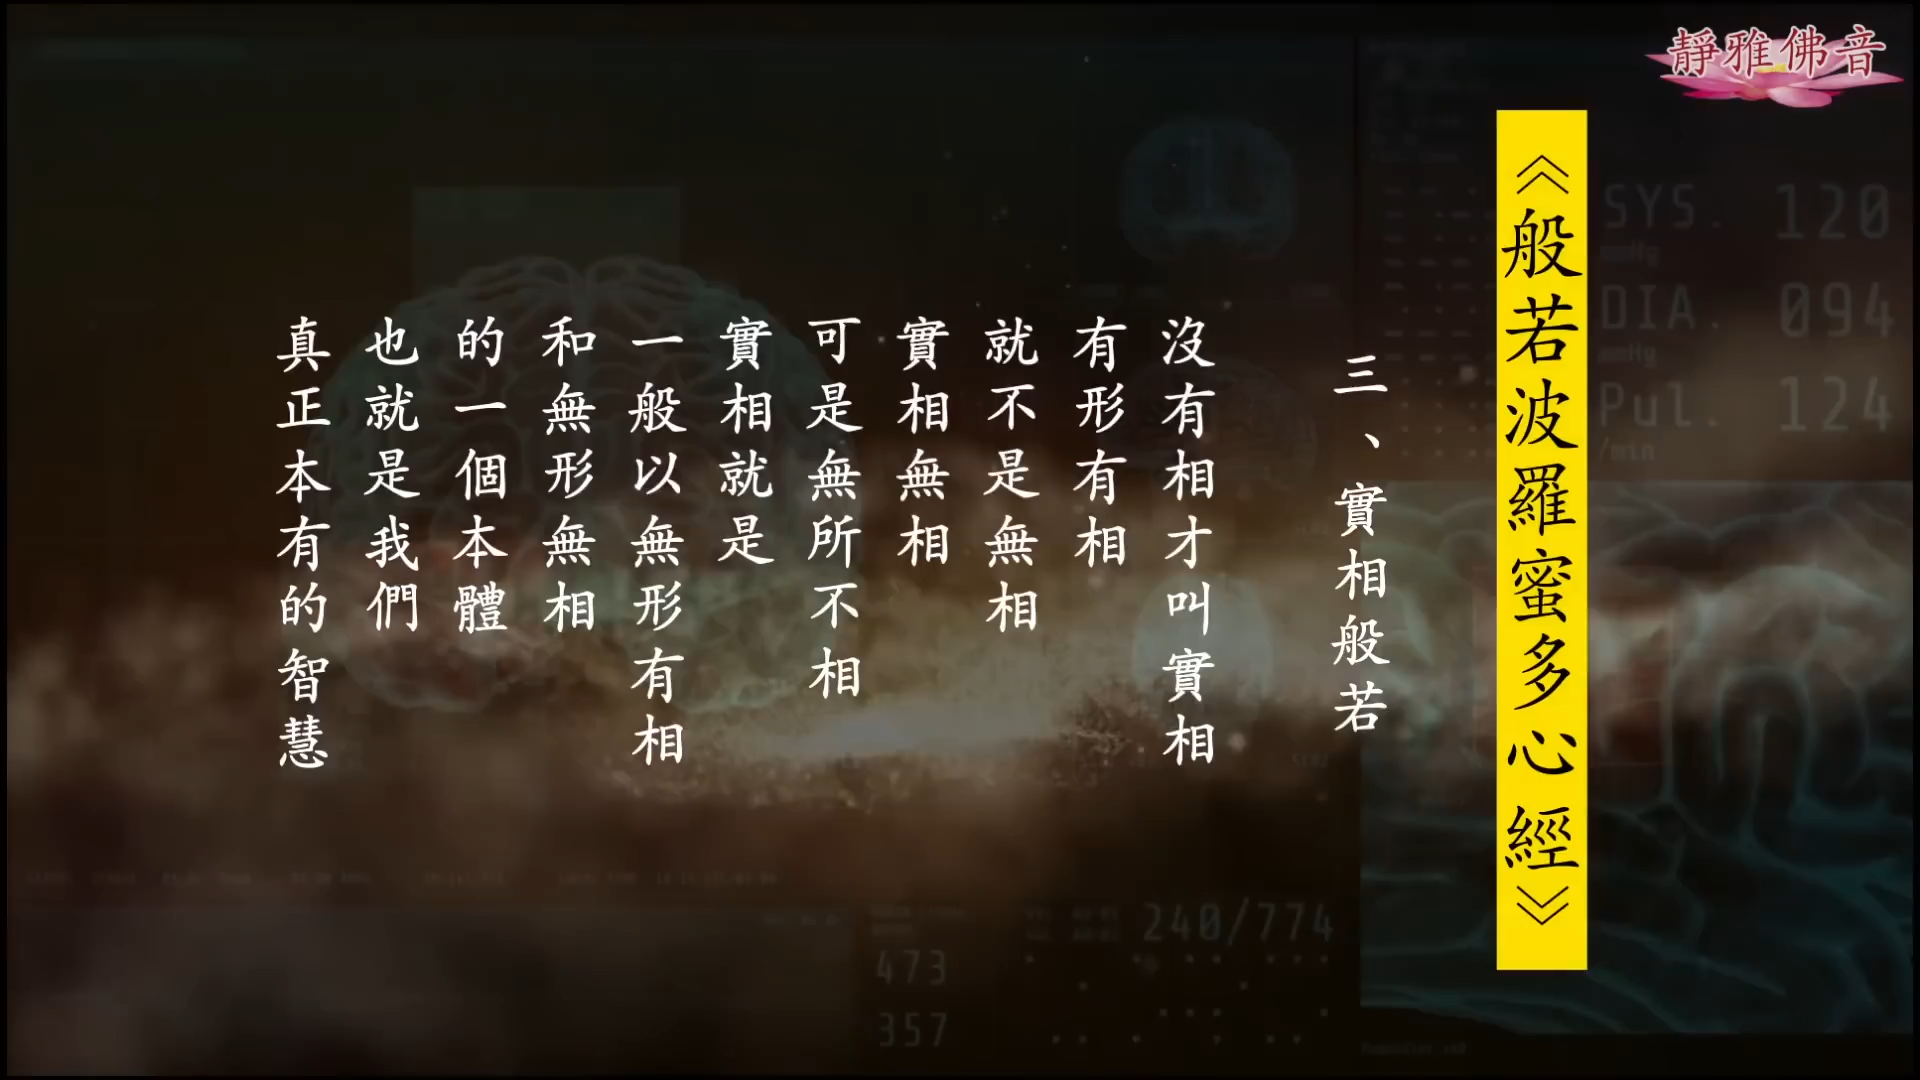 靜雅佛音
《般若波羅蜜多心經》
三、實相般若
沒有相才叫實相
有形有相
就不是無相
實相無相
可是無所不相
實相就是
一般以無形有相
和無形無相
的一個本體
也就是我們
真正本有的智慧
SYS. 120
mmHg
DIA. 094
mmHg
Pul. 124
/min
240/774
473
357